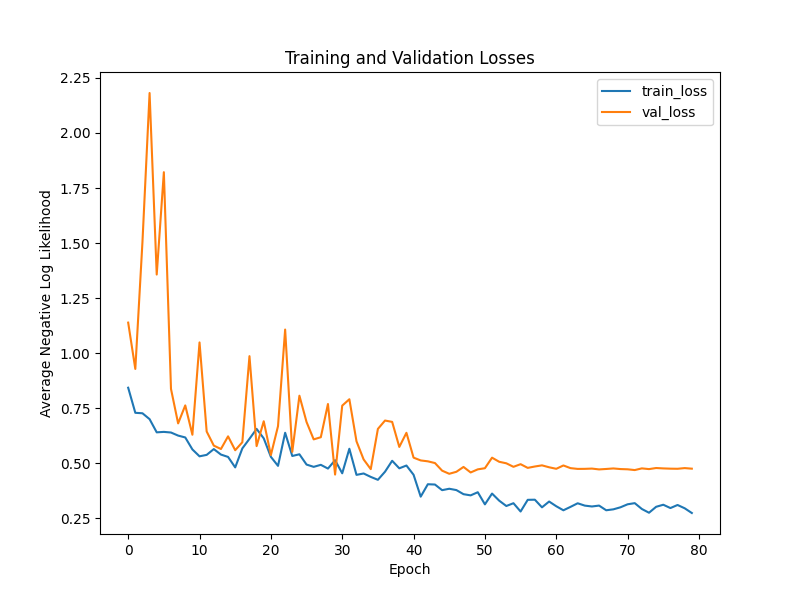 Training and Validation Losses
train_loss
val_loss
Average Negative Log Likelihood
2.25
2.00
1.75
1.50
1.25
1.00
0.75
0.50
0.25
0 10 20 30 40 50 60 70 80
Epoch